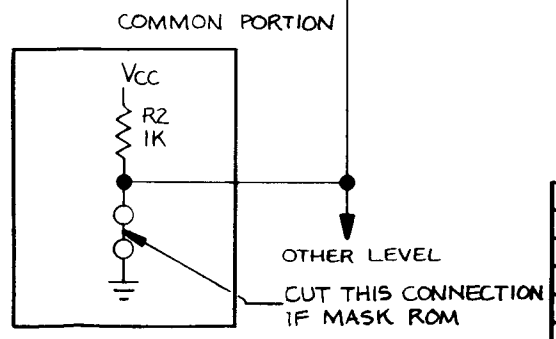 COMMON PORTION
VCC
R2
1K
OTHER LEVEL
CUT THIS CONNECTION
IF MASK ROM